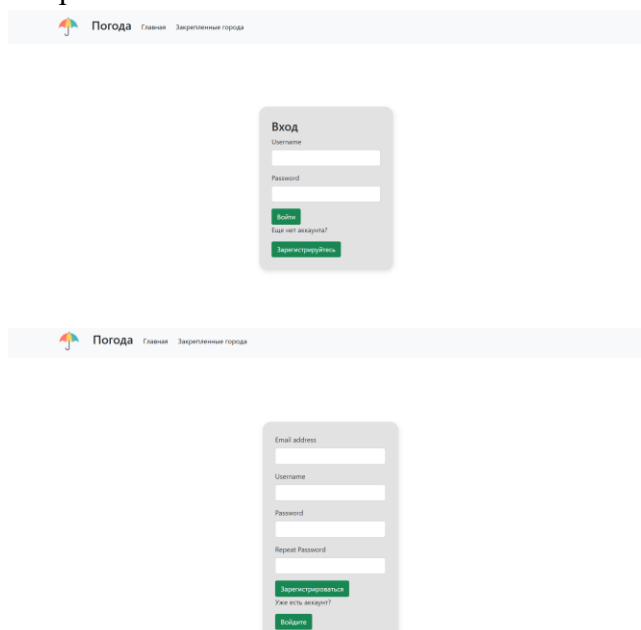 Погода Главная Закрепленные города
Вход
Username
Password
Войти
Еще нет аккаунта?
Зарегистрируйтесь
Погода Главная Закрепленные города
Email address
Username
Password
Repeat Password
Зарегистрироваться
Уже есть аккаунт?
Войдите